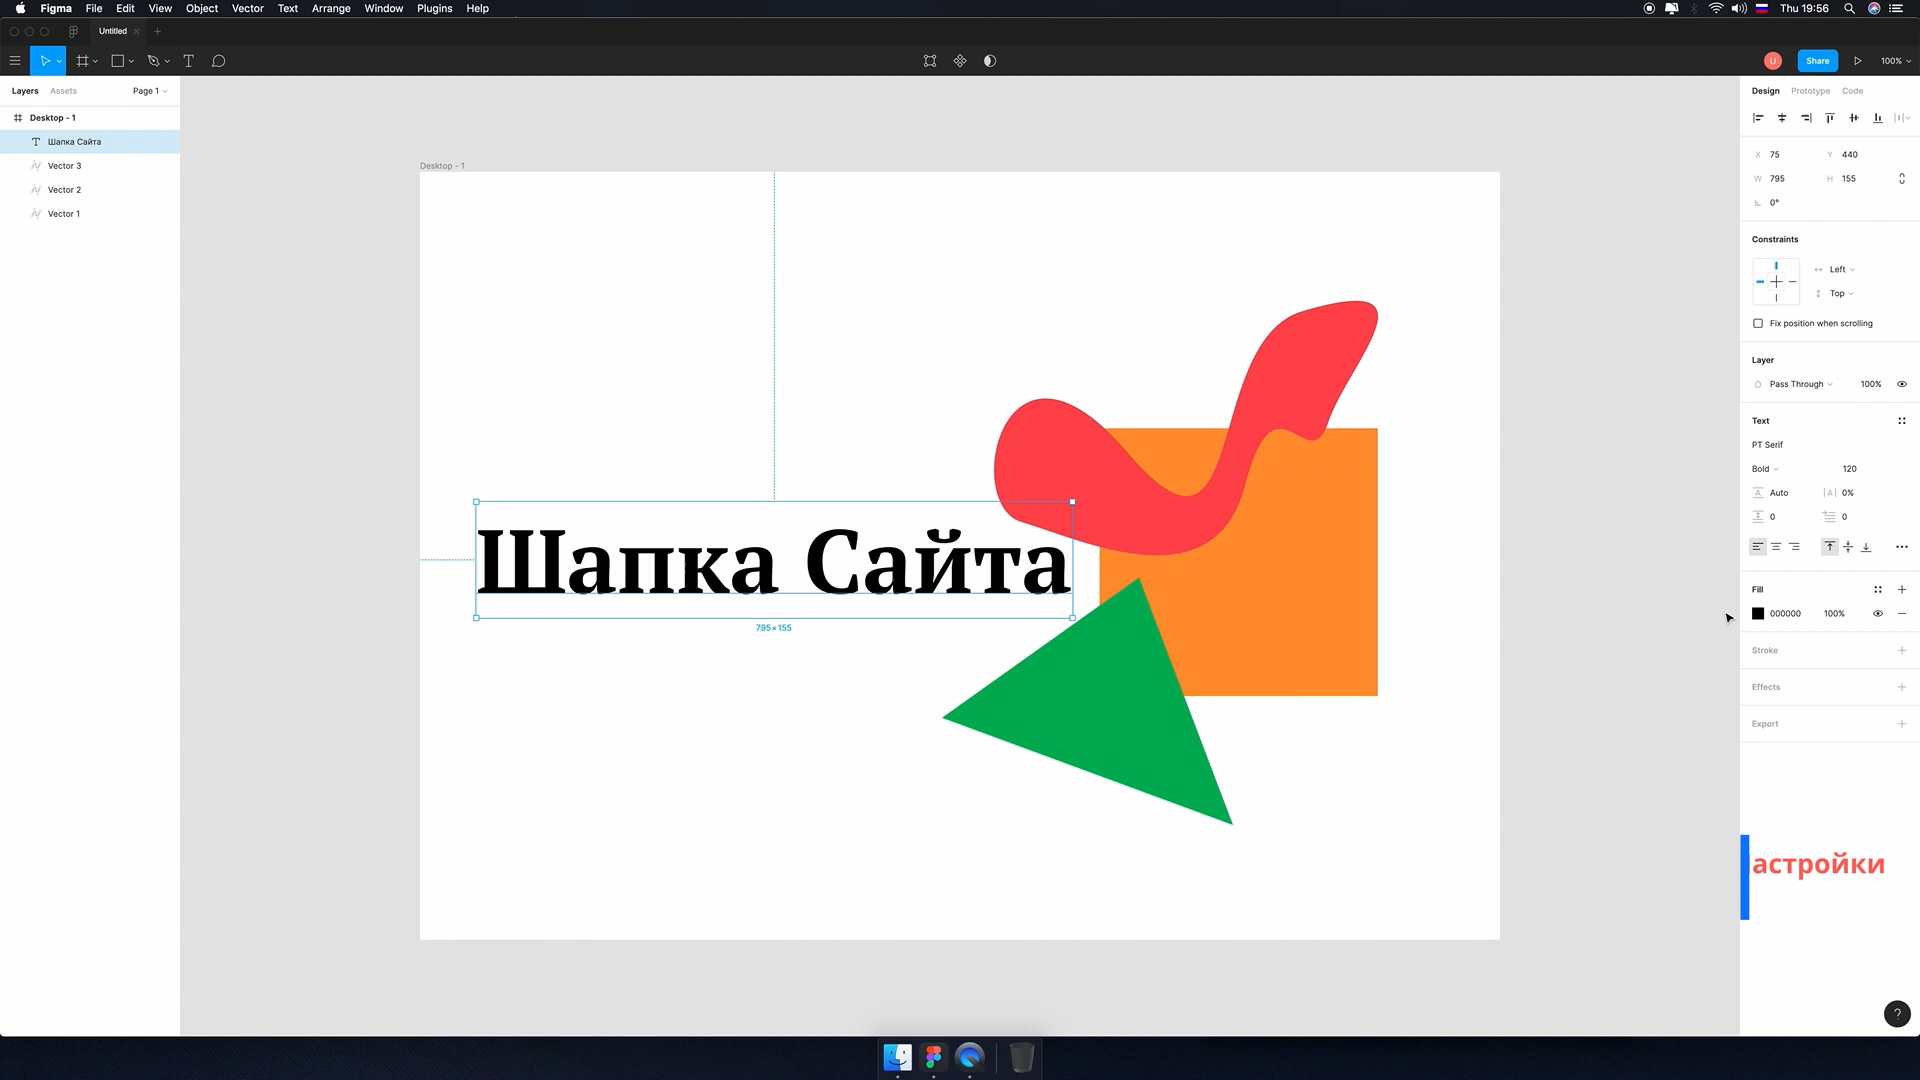 Figma File Edit View Object Vector Text Arrange Window Plugins Help Thu 19:56
Untitled
Share 100%
Layers Assets Page 1
Desktop - 1
Шапка Сайта
Vector 3
Vector 2
Vector 1
Desktop - 1
Шапка Сайта
795×155
Design Prototype Code
X 75 Y 440
W 795 H 155
0°
Constraints
Left
Top
Fix position when scrolling
Layer
Pass Through 100%
Text
PT Serif
Bold 120
Auto |A| 0%
0 0
Fill
000000 100%
Stroke
Effects
Export
астройки
?